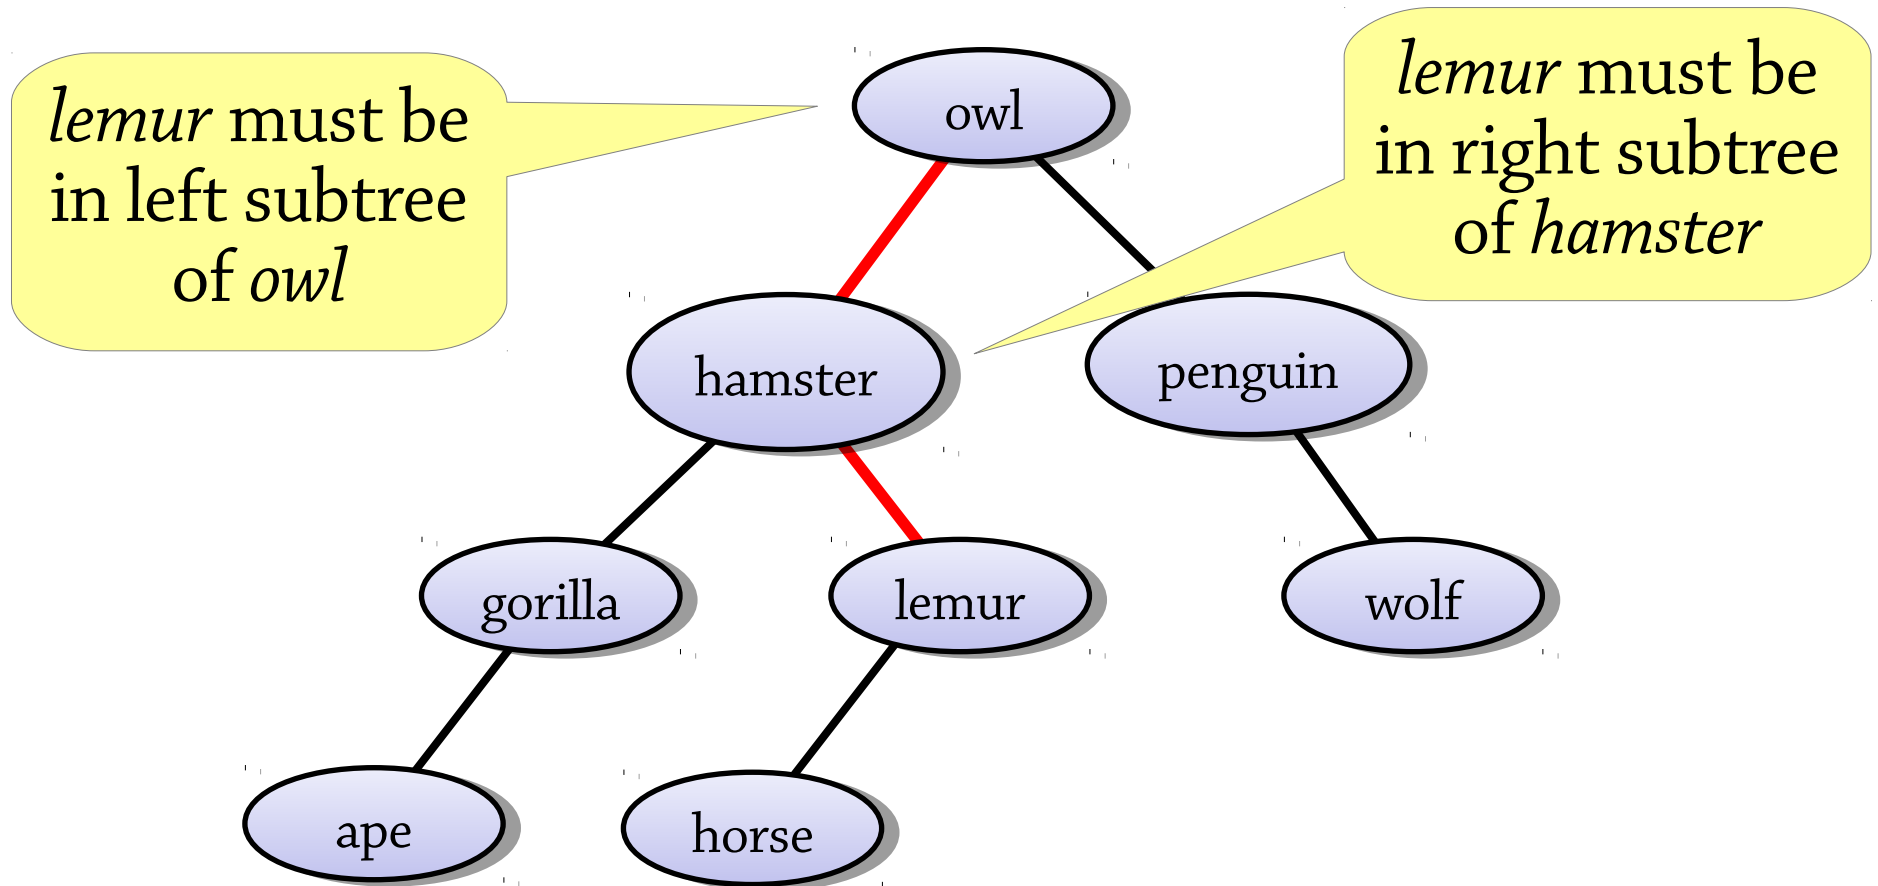 lemur must be
in left subtree
of owl
lemur must be
in right subtree
of hamster
owl
hamster
penguin
gorilla
lemur
wolf
ape
horse